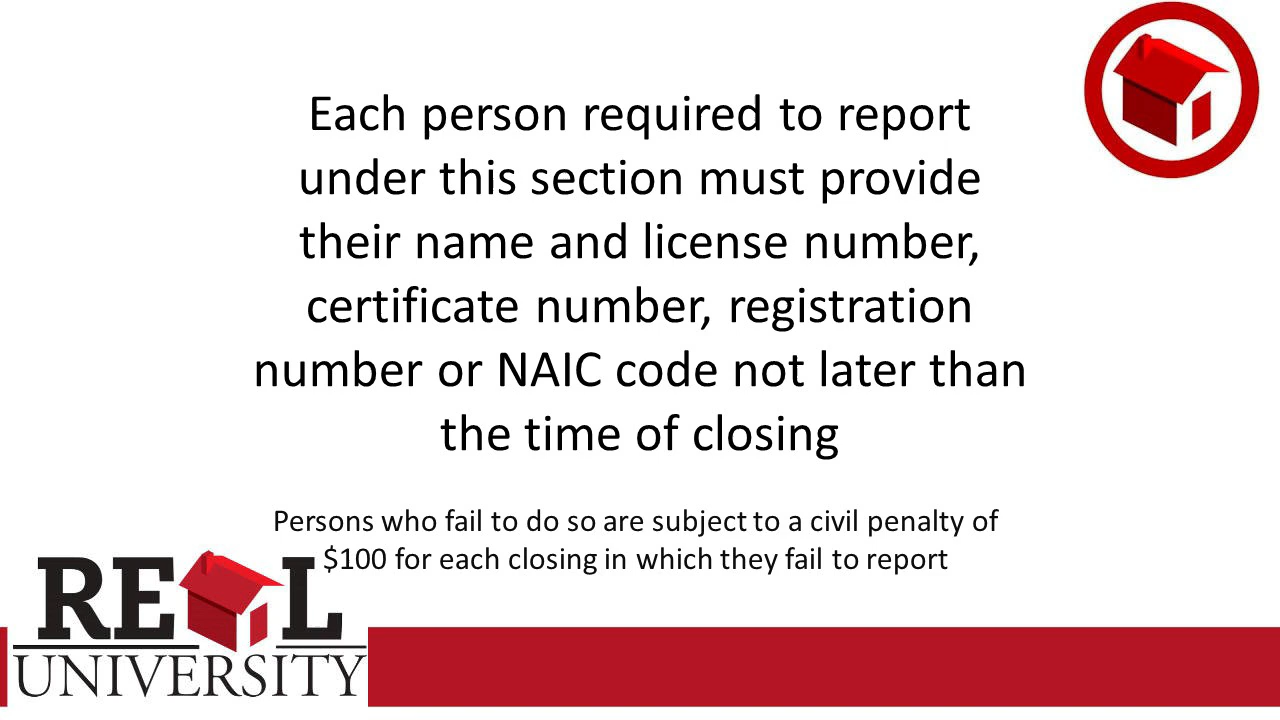 Each person required to report
under this section must provide
their name and license number,
certificate number, registration
number or NAIC code not later than
the time of closing
Persons who fail to do so are subject to a civil penalty of
$100 for each closing in which they fail to report
RE L
UNIVERSITY